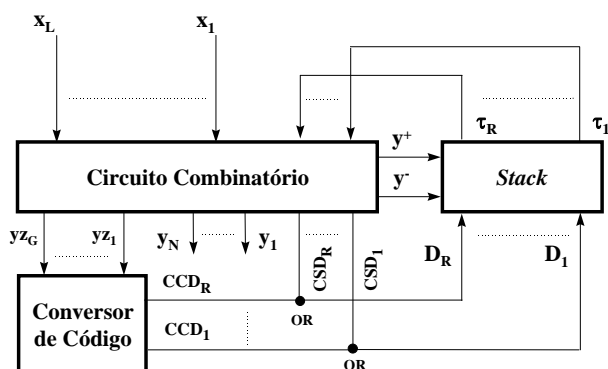 x_L x_1
τ_R τ_1
y^+
Circuito Combinatório
Stack
y^-
yz_G yz_1 y_N y_1 CSD_R CSD_1 D_R D_1
CCD_R
Conversor
de Código
OR
CCD_1
OR